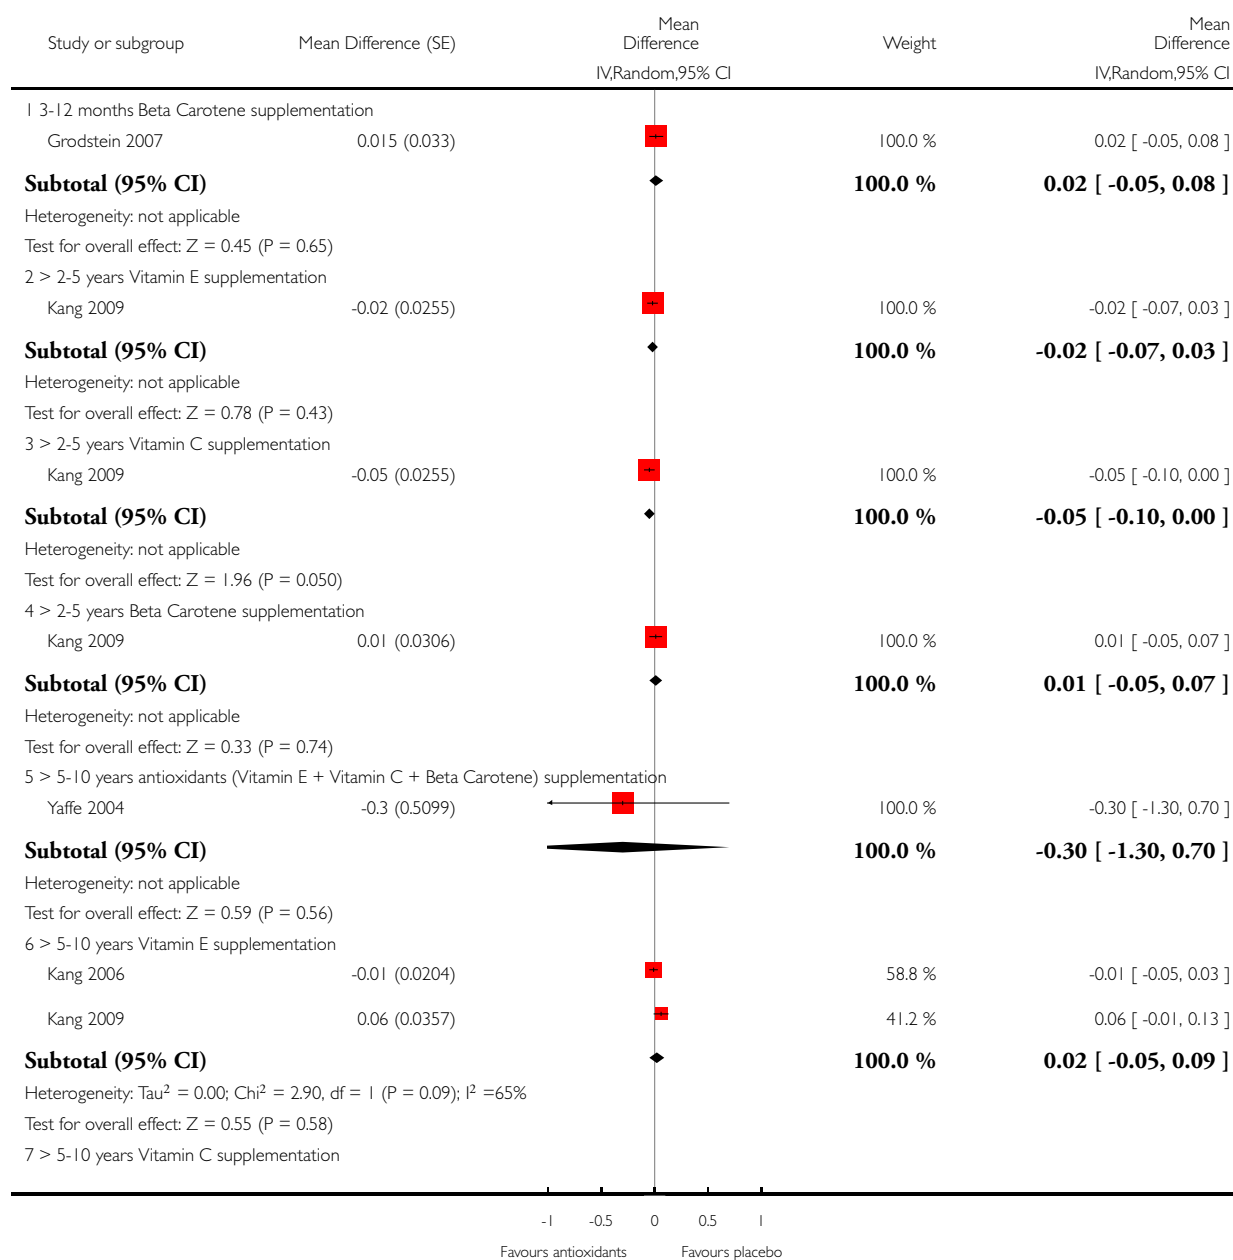 Study or subgroup Mean Difference (SE) Mean Difference Weight Mean Difference
IV,Random,95% CI IV,Random,95% CI
1 3-12 months Beta Carotene supplementation
Grodstein 2007 0.015 (0.033) 100.0 % 0.02 [ -0.05, 0.08 ]
Subtotal (95% CI) 100.0 % 0.02 [ -0.05, 0.08 ]
Heterogeneity: not applicable
Test for overall effect: Z = 0.45 (P = 0.65)
2 > 2-5 years Vitamin E supplementation
Kang 2009 -0.02 (0.0255) 100.0 % -0.02 [ -0.07, 0.03 ]
Subtotal (95% CI) 100.0 % -0.02 [ -0.07, 0.03 ]
Heterogeneity: not applicable
Test for overall effect: Z = 0.78 (P = 0.43)
3 > 2-5 years Vitamin C supplementation
Kang 2009 -0.05 (0.0255) 100.0 % -0.05 [ -0.10, 0.00 ]
Subtotal (95% CI) 100.0 % -0.05 [ -0.10, 0.00 ]
Heterogeneity: not applicable
Test for overall effect: Z = 1.96 (P = 0.050)
4 > 2-5 years Beta Carotene supplementation
Kang 2009 0.01 (0.0306) 100.0 % 0.01 [ -0.05, 0.07 ]
Subtotal (95% CI) 100.0 % 0.01 [ -0.05, 0.07 ]
Heterogeneity: not applicable
Test for overall effect: Z = 0.33 (P = 0.74)
5 > 5-10 years antioxidants (Vitamin E + Vitamin C + Beta Carotene) supplementation
Yaffe 2004 -0.3 (0.5099) 100.0 % -0.30 [ -1.30, 0.70 ]
Subtotal (95% CI) 100.0 % -0.30 [ -1.30, 0.70 ]
Heterogeneity: not applicable
Test for overall effect: Z = 0.59 (P = 0.56)
6 > 5-10 years Vitamin E supplementation
Kang 2006 -0.01 (0.0204) 58.8 % -0.01 [ -0.05, 0.03 ]
Kang 2009 0.06 (0.0357) 41.2 % 0.06 [ -0.01, 0.13 ]
Subtotal (95% CI) 100.0 % 0.02 [ -0.05, 0.09 ]
Heterogeneity: Tau² = 0.00; Chi² = 2.90, df = 1 (P = 0.09); I² =65%
Test for overall effect: Z = 0.55 (P = 0.58)
7 > 5-10 years Vitamin C supplementation
-1 -0.5 0 0.5 1
Favours antioxidants Favours placebo